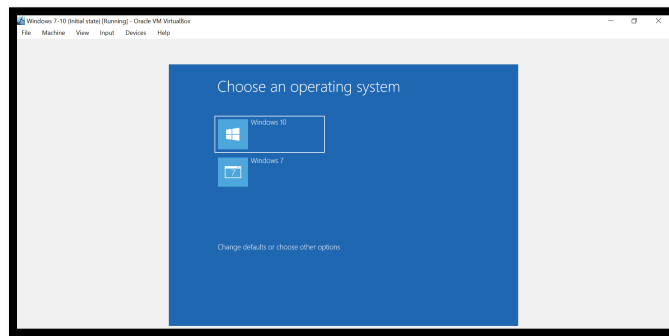 Windows 7-10 (Initial state) [Running] - Oracle VM VirtualBox
File Machine View Input Devices Help
Choose an operating system
Windows 10
7
Windows 7
Change defaults or choose other options